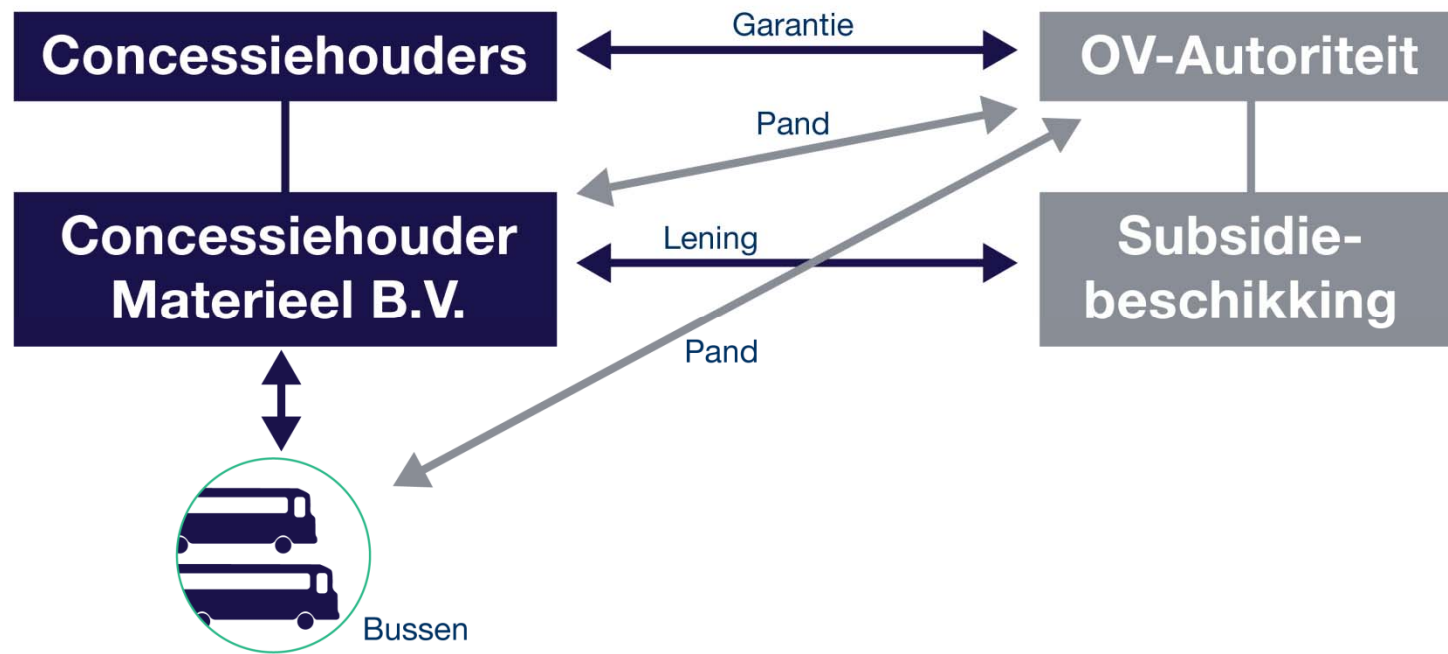 Concessiehouders
Garantie
OV-Autoriteit
Pand
Concessiehouder
Materieel B.V.
Lening
Subsidie-
beschikking
Pand
Bussen